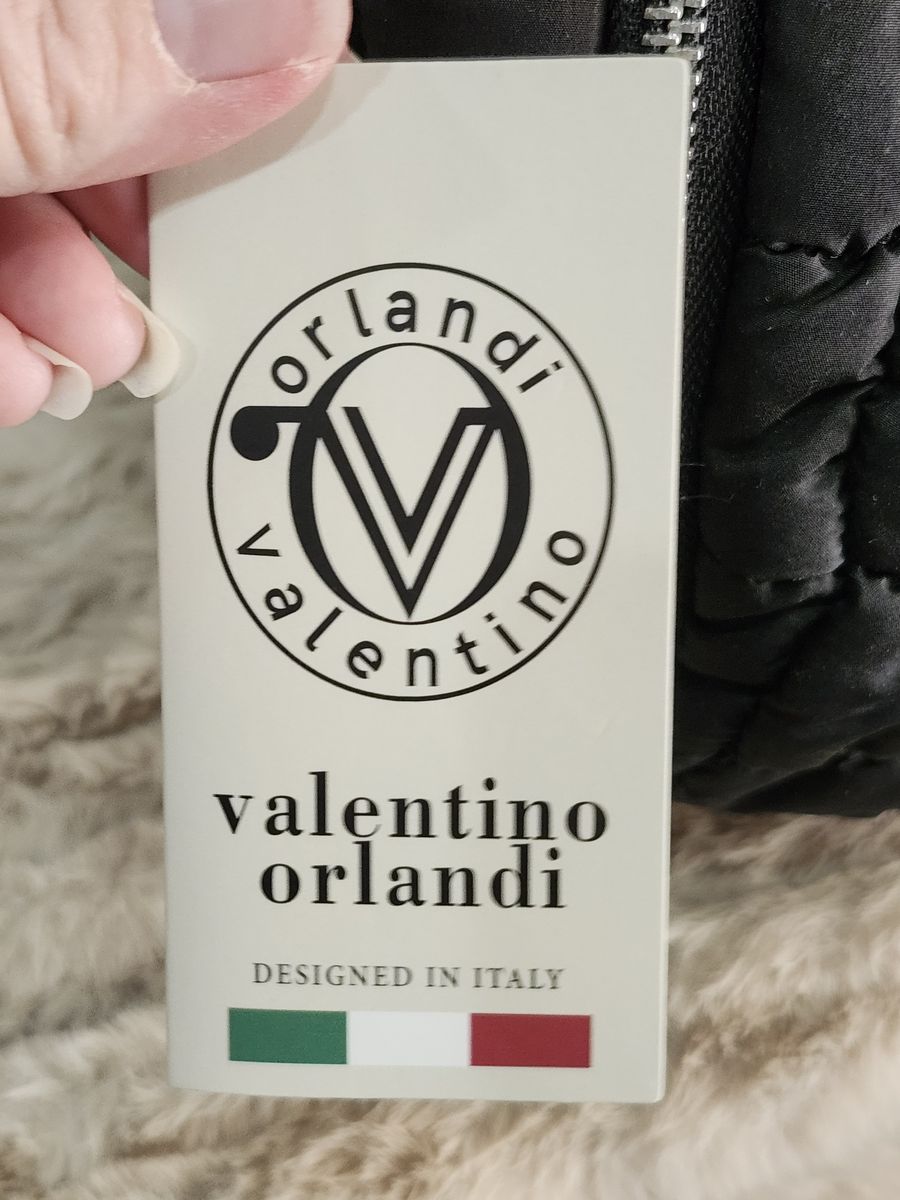 orlandi
valentino
valentino
orlandi
DESIGNED IN ITALY